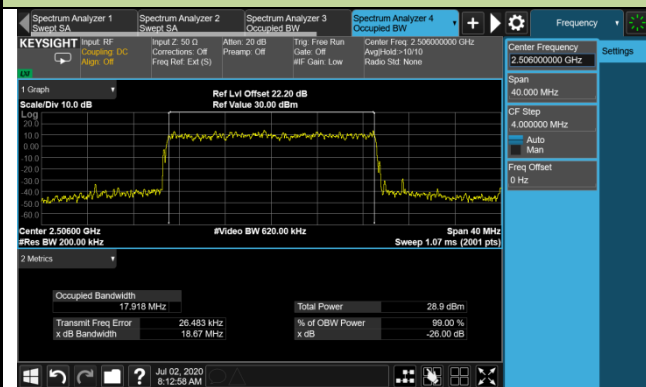 Spectrum Analyzer 1
Swept SA
Spectrum Analyzer 2
Swept SA
Spectrum Analyzer 3
Occupied BW
Spectrum Analyzer 4
Occupied BW
Frequency
KEYSIGHT
Input: RF
Coupling: DC
Align: Off
Input Z: 50 Ω
Corrections: Off
Freq Ref: Ext (S)
Atten: 20 dB
Preamp: Off
Trig: Free Run
Gate: Off
#IF Gain: Low
Center Freq: 2.506000000 GHz
Avg|Hold:>10/10
Radio Std: None
Center Frequency
2.506000000 GHz
Settings
Span
40.000 MHz
CF Step
4.000000 MHz
Auto
Man
Freq Offset
0 Hz
1 Graph
Scale/Div 10.0 dB
Ref Lvl Offset 22.20 dB
Ref Value 30.00 dBm
Log
20.0
10.0
0.00
-10.0
-20.0
-30.0
-40.0
-50.0
-60.0
Center 2.50600 GHz
#Res BW 200.00 kHz
#Video BW 620.00 kHz
Span 40 MHz
Sweep 1.07 ms (2001 pts)
2 Metrics
Occupied Bandwidth
17.918 MHz
Total Power 28.9 dBm
Transmit Freq Error 26.483 kHz
% of OBW Power 99.00 %
x dB Bandwidth 18.67 MHz
x dB -26.00 dB
?
Jul 02, 2020
8:12:58 AM